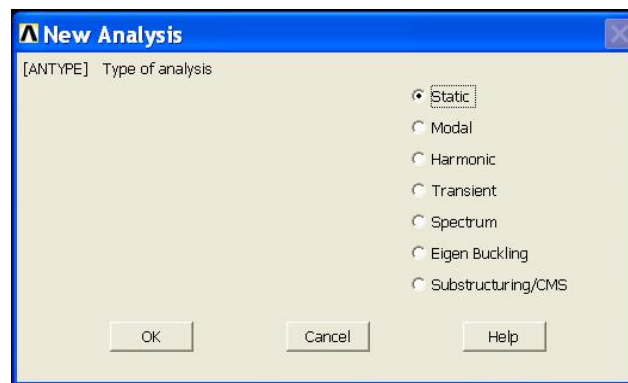 New Analysis
[ANTYPE] Type of analysis
Static
Modal
Harmonic
Transient
Spectrum
Eigen Buckling
Substructuring/CMS
OK Cancel Help